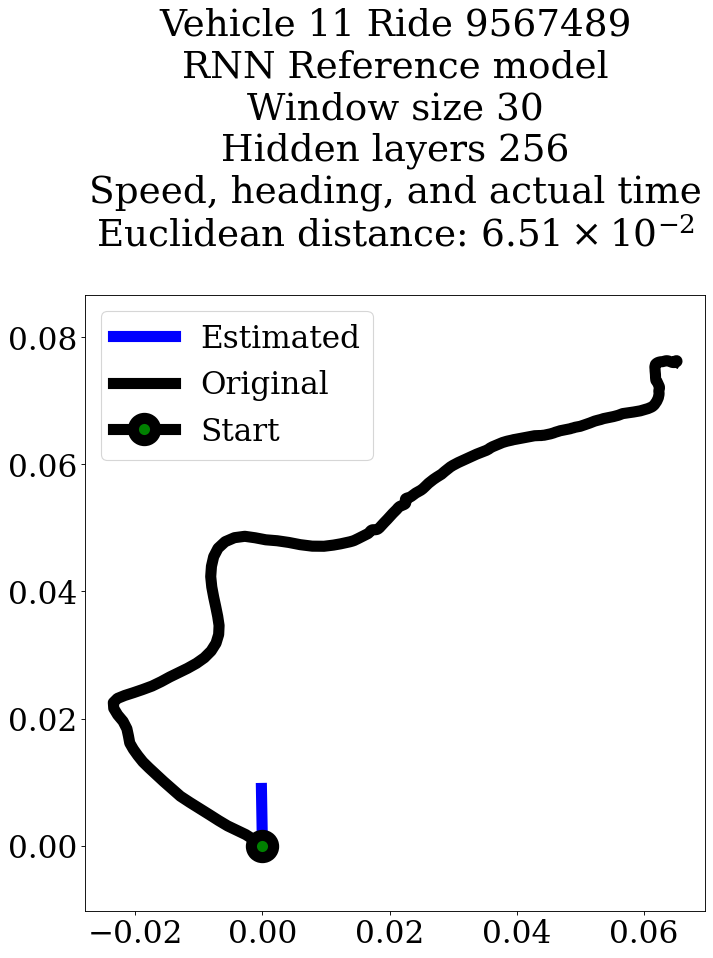 Vehicle 11 Ride 9567489
RNN Reference model
Window size 30
Hidden layers 256
Speed, heading, and actual time
Euclidean distance: 6.51 × 10⁻²
Estimated
Original
Start
0.08
0.06
0.04
0.02
0.00
−0.02 0.00 0.02 0.04 0.06